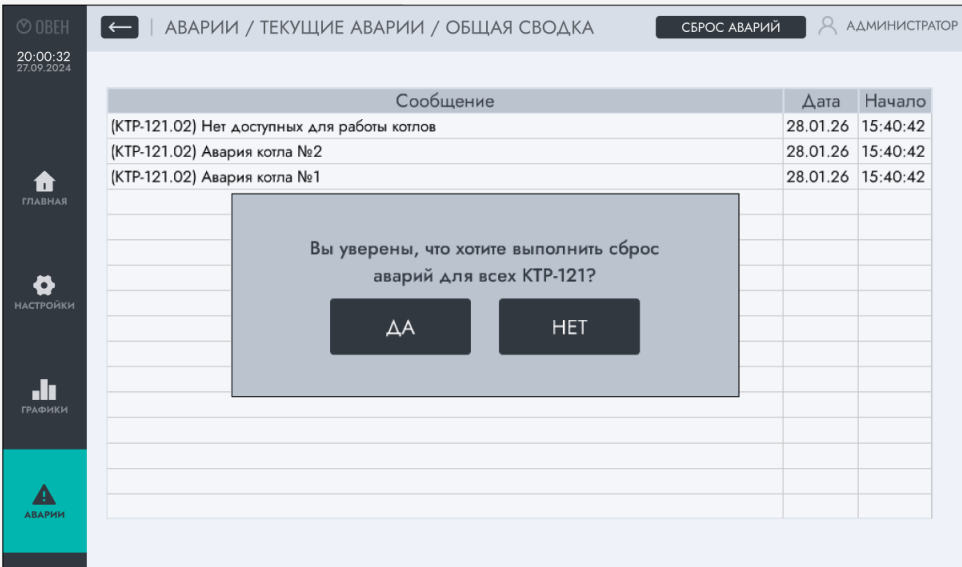 ОВЕН
АВАРИИ / ТЕКУЩИЕ АВАРИИ / ОБЩАЯ СВОДКА
СБРОС АВАРИЙ
АДМИНИСТРАТОР
20:00:32
27.09.2024
Сообщение Дата Начало
(КТР-121.02) Нет доступных для работы котлов 28.01.26 15:40:42
(КТР-121.02) Авария котла №2 28.01.26 15:40:42
(КТР-121.02) Авария котла №1 28.01.26 15:40:42
ГЛАВНАЯ
Вы уверены, что хотите выполнить сброс
аварий для всех КТР-121?
НАСТРОЙКИ
ДА НЕТ
ГРАФИКИ
АВАРИИ